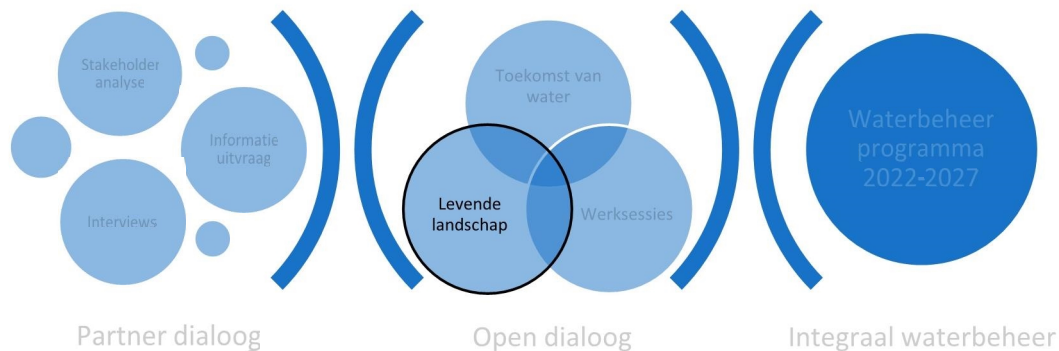 Stakeholder
analyse
Informatie
uitvraag
Interviews
Partner dialoog
Toekomst van
water
Levende
landschap
Werksessies
Open dialoog
Waterbeheer
programma
2022-2027
Integraal waterbeheer